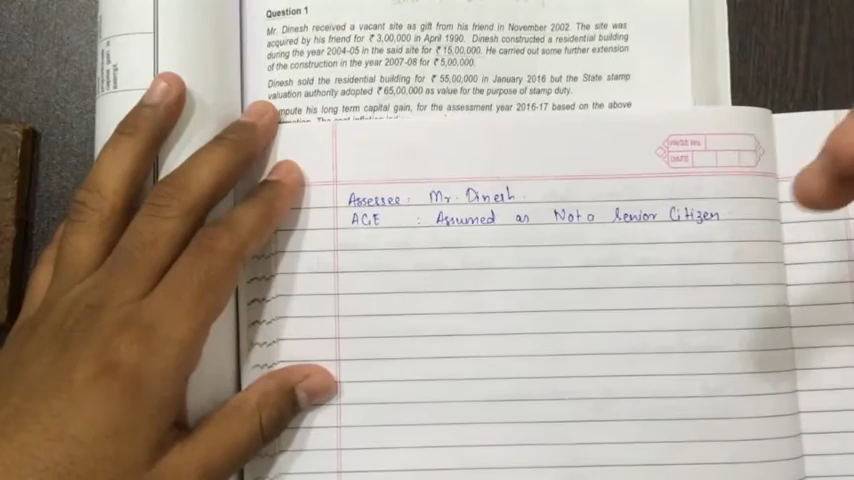 Question 1
Mr. Dinesh received a vacant site as gift from his friend in November 2002. The site was
acquired by his friend for ₹ 3,00,000 in April 1990. Dinesh constructed a residential building
during the year 2004-05 in the said site for ₹ 15,00,000. He carried out some further extension
of the construction in the year 2007-08 for ₹ 5,00,000.
Dinesh sold the residential building for ₹ 55,00,000 in January 2016 but the State stamp
valuation authority adopted ₹ 65,00,000 as value for the purpose of stamp duty.
his long term capital gain, for the assessment year 2016-17 based on the above
PAGE No.
DATE
Assessee : Mr. Dinesh.
AGE : Assumed as Not a Senior Citizen